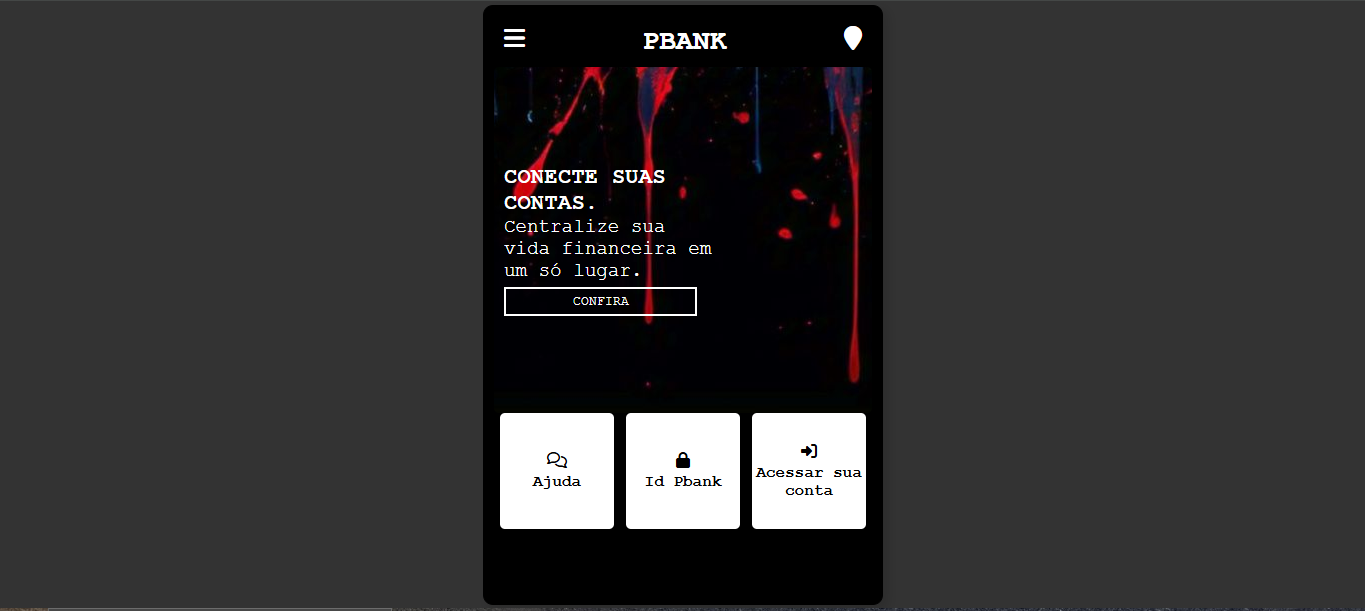 PBANK
CONECTE SUAS
CONTAS.
Centralize sua
vida financeira em
um só lugar.
CONFIRA
Ajuda
Id Pbank
Acessar sua
conta